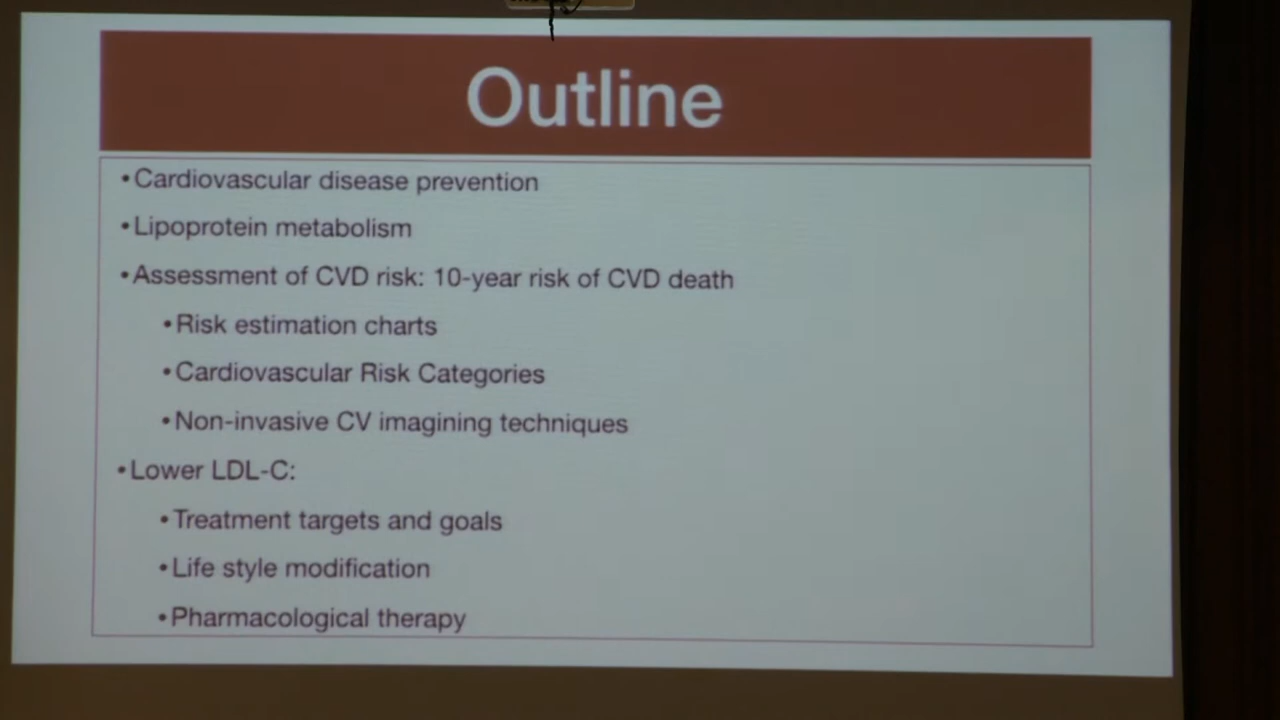 Outline
•Cardiovascular disease prevention
•Lipoprotein metabolism
•Assessment of CVD risk: 10-year risk of CVD death
•Risk estimation charts
•Cardiovascular Risk Categories
•Non-invasive CV imagining techniques
•Lower LDL-C:
•Treatment targets and goals
•Life style modification
•Pharmacological therapy